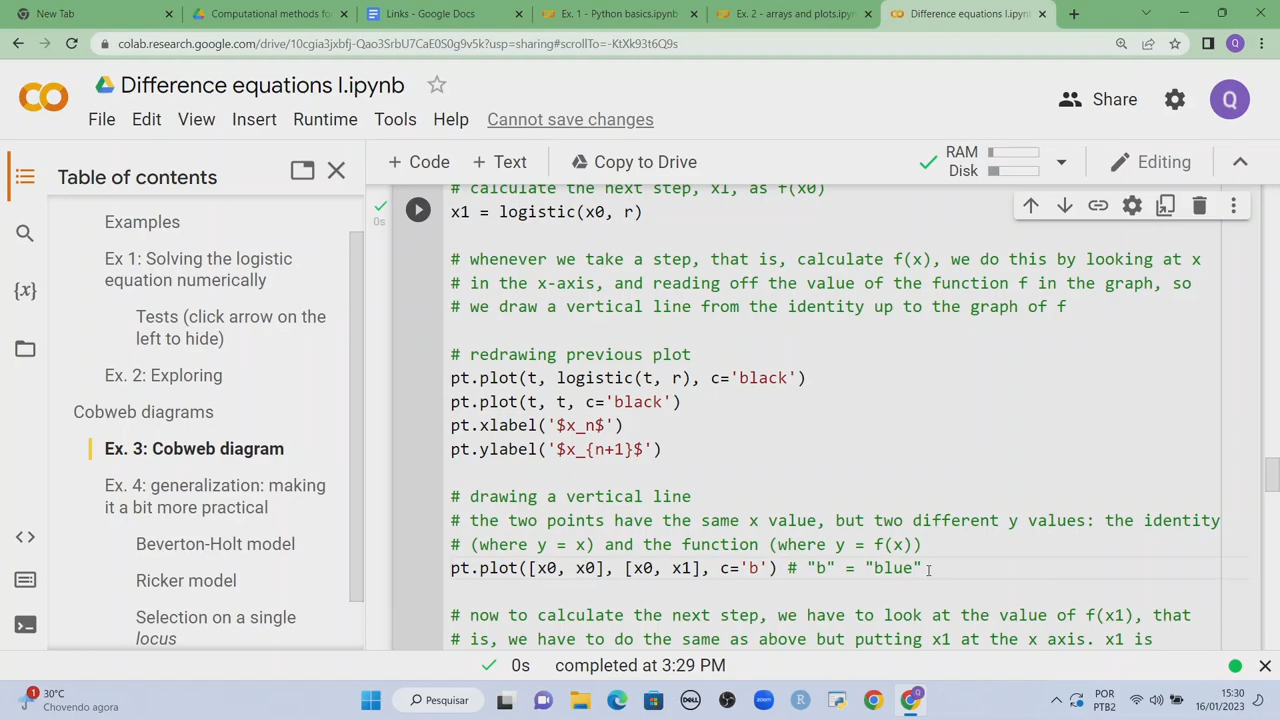 New Tab
Computational methods fo
Links - Google Docs
Ex. 1 - Python basics.ipynb
Ex. 2 - arrays and plots.ipynb
Difference equations I.ipynb
colab.research.google.com/drive/10cgia3jxbfj-Qao3SrbU7CaE0S0g9v5k?usp=sharing#scrollTo=-KtXk93t6Q9s
Q
CO
Difference equations I.ipynb
Share
Q
File Edit View Insert Runtime Tools Help Cannot save changes
+ Code + Text Copy to Drive
RAM
Disk
Editing
Table of contents
Examples
Ex 1: Solving the logistic
equation numerically
Tests (click arrow on the
left to hide)
Ex. 2: Exploring
Cobweb diagrams
Ex. 3: Cobweb diagram
Ex. 4: generalization: making
it a bit more practical
Beverton-Holt model
Ricker model
Selection on a single
locus
{x}
0s
# calculate the next step, x1, as f(x0)
x1 = logistic(x0, r)
# whenever we take a step, that is, calculate f(x), we do this by looking at x
# in the x-axis, and reading off the value of the function f in the graph, so
# we draw a vertical line from the identity up to the graph of f
# redrawing previous plot
pt.plot(t, logistic(t, r), c='black')
pt.plot(t, t, c='black')
pt.xlabel('$x_n$')
pt.ylabel('$x_{n+1}$')
# drawing a vertical line
# the two points have the same x value, but two different y values: the identity
# (where y = x) and the function (where y = f(x))
pt.plot([x0, x0], [x0, x1], c='b') # "b" = "blue"
# now to calculate the next step, we have to look at the value of f(x1), that
# is, we have to do the same as above but putting x1 at the x axis. x1 is
0s completed at 3:29 PM
1
30°C
Chovendo agora
Pesquisar
DELL
zoom
R
Q
POR
PTB2
15:30
16/01/2023